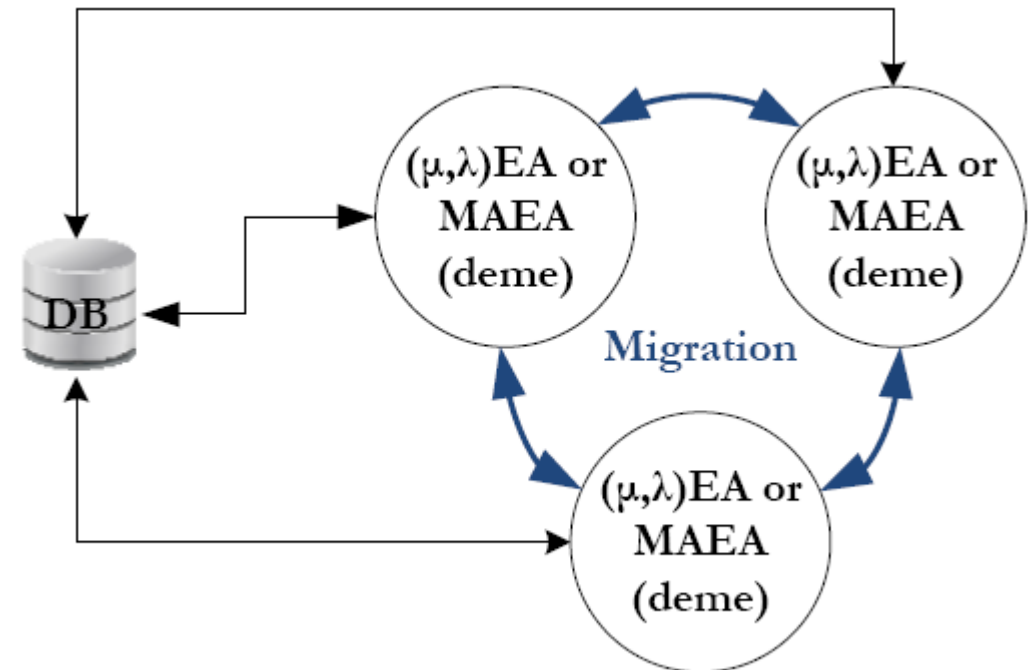 (μ,λ)EA or
MAEA
(deme)
(μ,λ)EA or
MAEA
(deme)
DB
Migration
(μ,λ)EA or
MAEA
(deme)